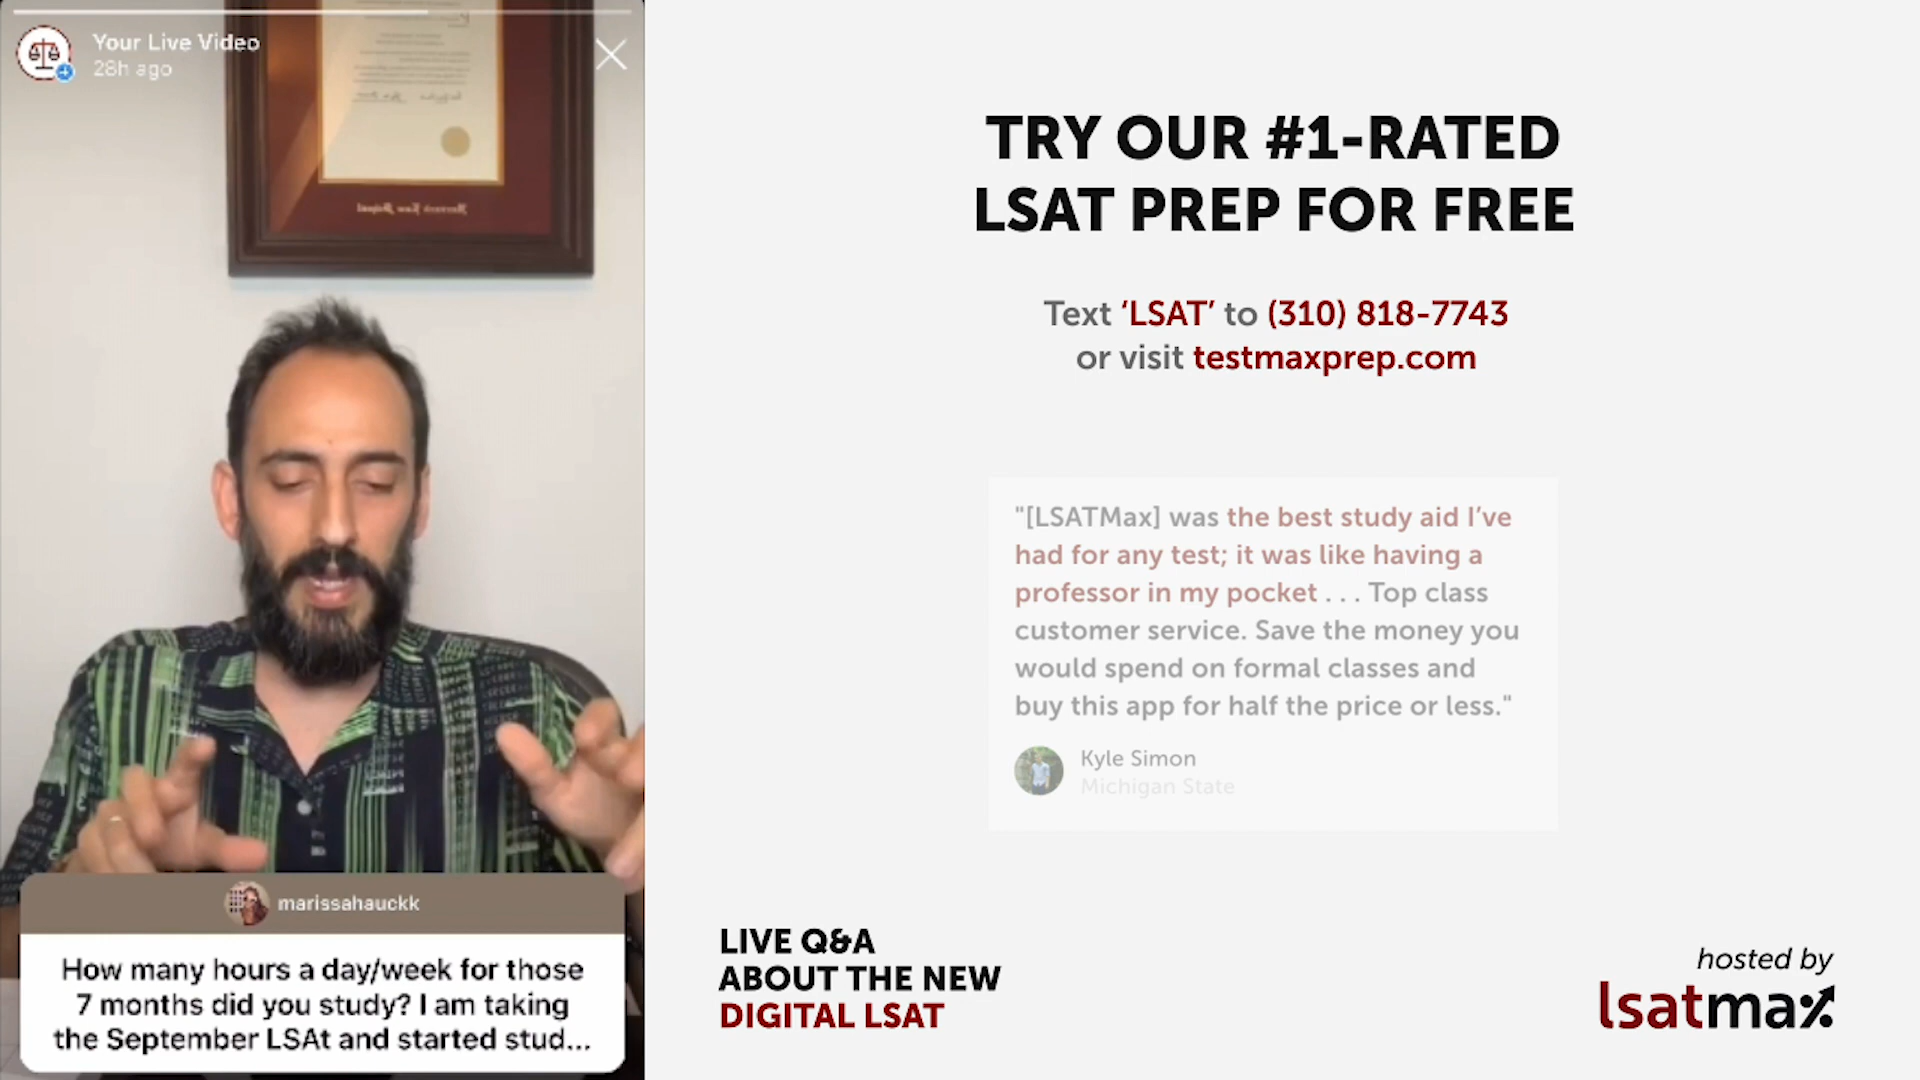 Your Live Video
28h ago
marissahauckk
How many hours a day/week for those
7 months did you study? I am taking
the September LSAt and started stud...
TRY OUR #1-RATED
LSAT PREP FOR FREE
Text ‘LSAT’ to (310) 818-7743
or visit testmaxprep.com
"[LSATMax] was the best study aid I’ve
had for any test; it was like having a
professor in my pocket . . . Top class
customer service. Save the money you
would spend on formal classes and
buy this app for half the price or less."
Kyle Simon
Michigan State
LIVE Q&A
ABOUT THE NEW
DIGITAL LSAT
hosted by
lsatmax